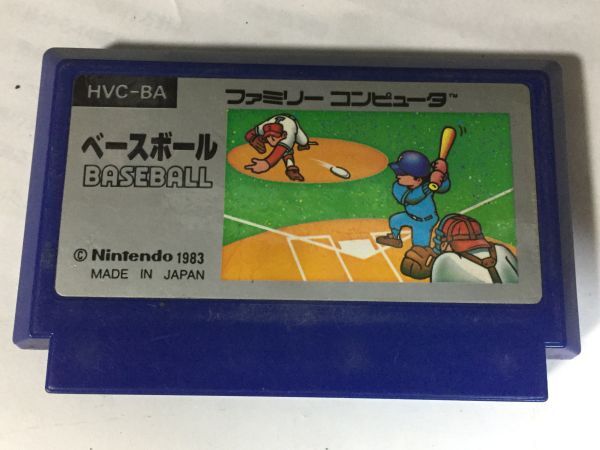 HVC-BA
ファミリー コンピュータ™
ベースボール
BASEBALL
© Nintendo 1983
MADE IN JAPAN